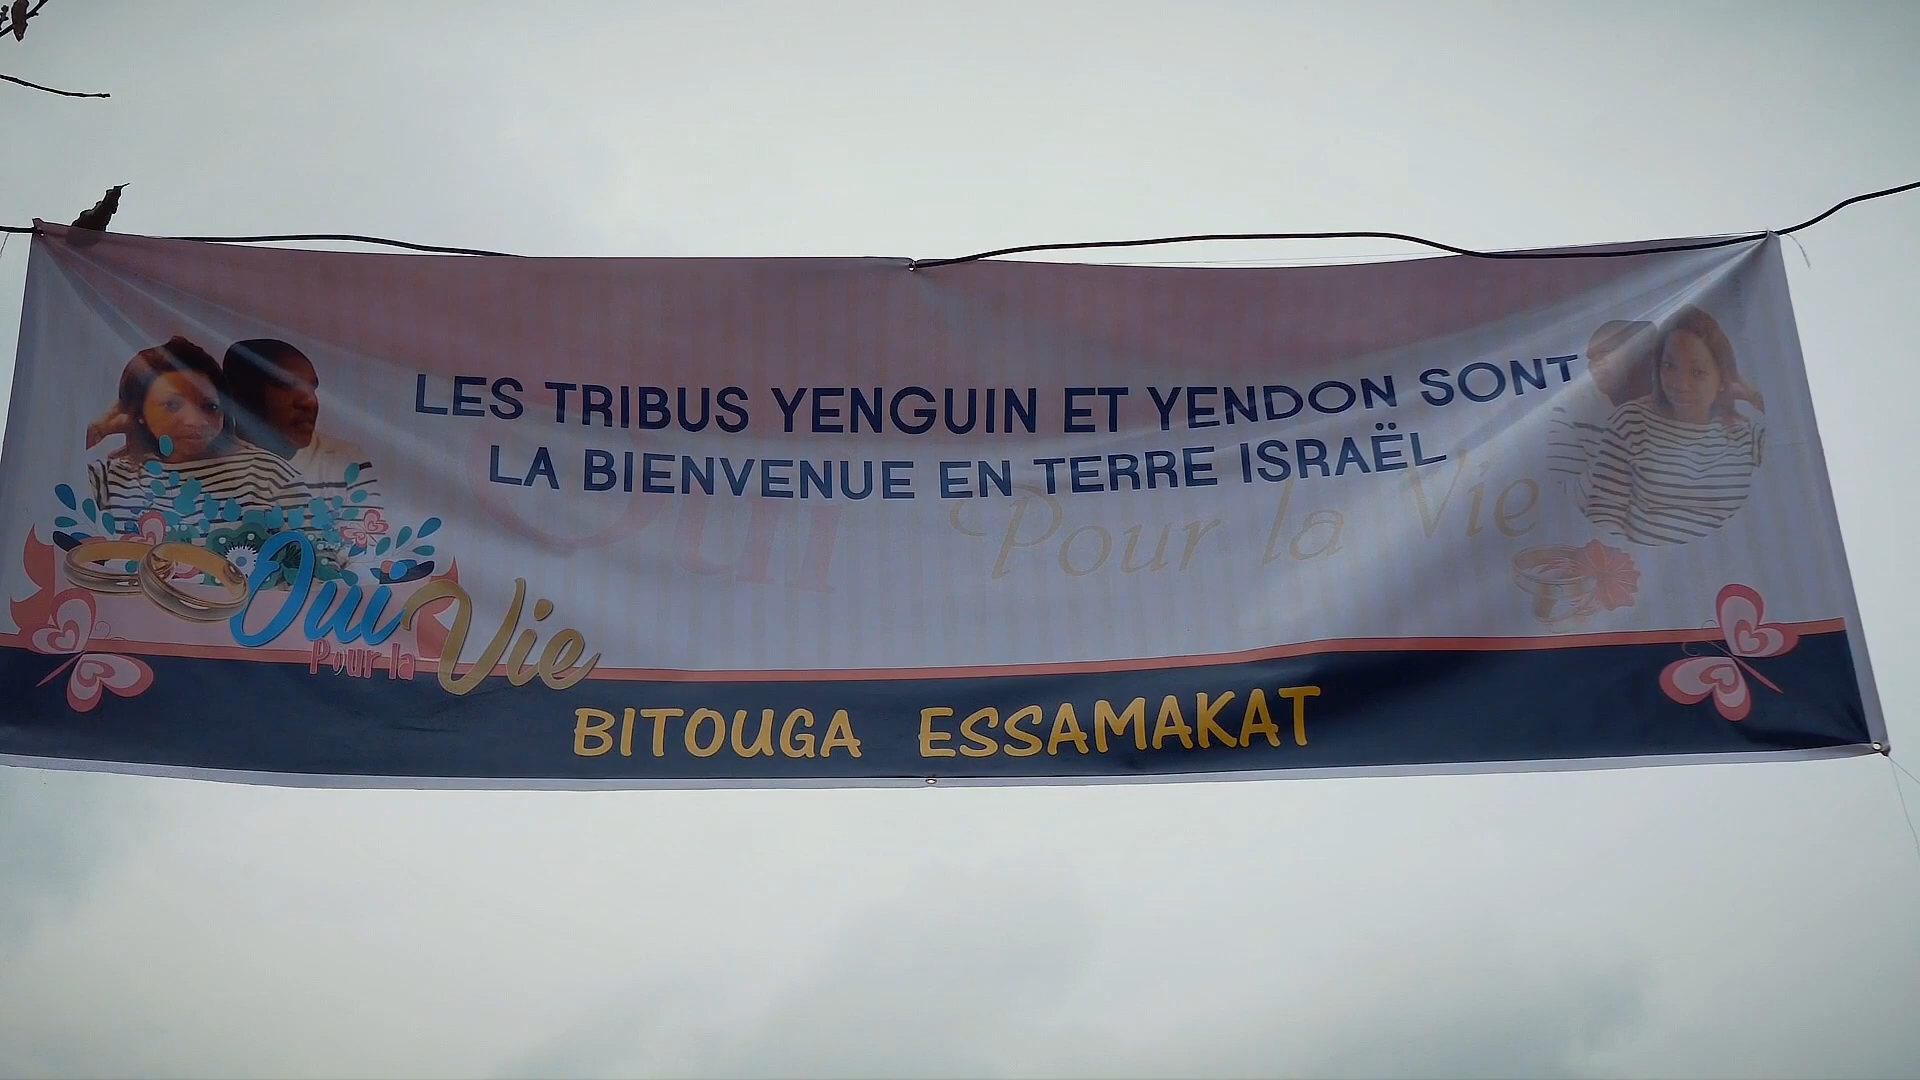 LES TRIBUS YENGUIN ET YENDON SONT
LA BIENVENUE EN TERRE ISRAËL
Oui Pour la Vie
Oui
Pour la
Vie
BITOUGA ESSAMAKAT